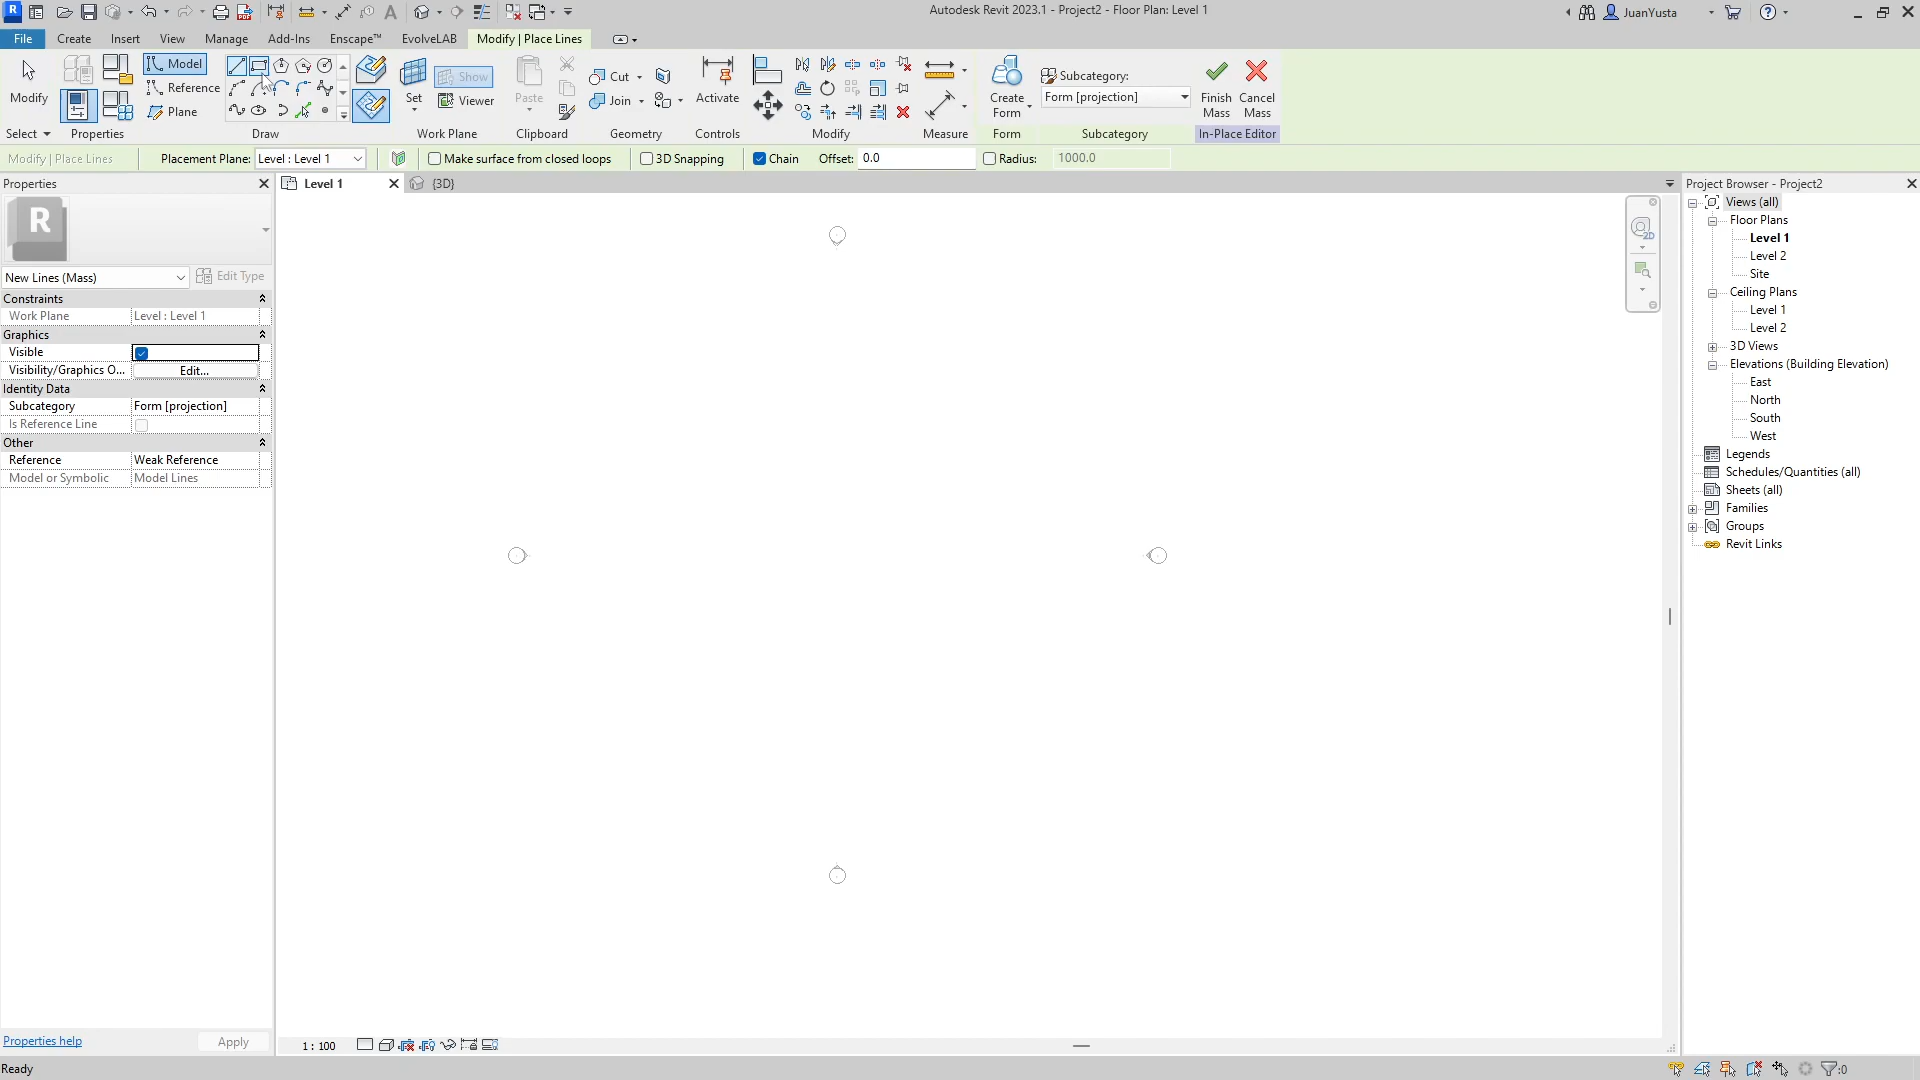 R
Autodesk Revit 2023.1 - Project2 - Floor Plan: Level 1
JuanYusta
File
Create
Insert
View
Manage
Add-Ins
Enscape™
EvolveLAB
Modify | Place Lines
Modify
Model
Reference
Plane
Set
Show
Viewer
Paste
Cut
Join
Activate
Create
Form
Subcategory:
Form [projection]
Finish
Mass
Cancel
Mass
Select
Properties
Draw
Work Plane
Clipboard
Geometry
Controls
Modify
Measure
Form
Subcategory
In-Place Editor
Modify | Place Lines
Placement Plane:
Level : Level 1
Make surface from closed loops
3D Snapping
Chain
Offset:
0.0
Radius:
1000.0
Properties
Level 1
{3D}
Project Browser - Project2
R
New Lines (Mass)
Edit Type
Constraints
Work Plane
Level : Level 1
Graphics
Visible
Visibility/Graphics O...
Edit...
Identity Data
Subcategory
Form [projection]
Is Reference Line
Other
Reference
Weak Reference
Model or Symbolic
Model Lines
2D
Views (all)
Floor Plans
Level 1
Level 2
Site
Ceiling Plans
Level 1
Level 2
3D Views
Elevations (Building Elevation)
East
North
South
West
Legends
Schedules/Quantities (all)
Sheets (all)
Families
Groups
Revit Links
Properties help
Apply
1 : 100
Ready
:0